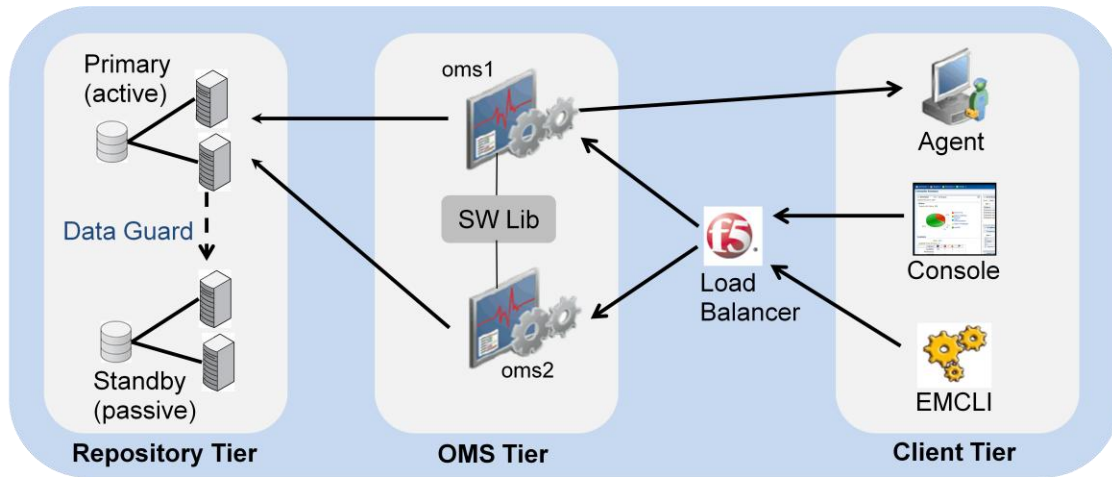 Primary
(active)
Data Guard
Standby
(passive)
Repository Tier
oms1
SW Lib
oms2
OMS Tier
f5.
Load
Balancer
Agent
Console
EMCLI
Client Tier